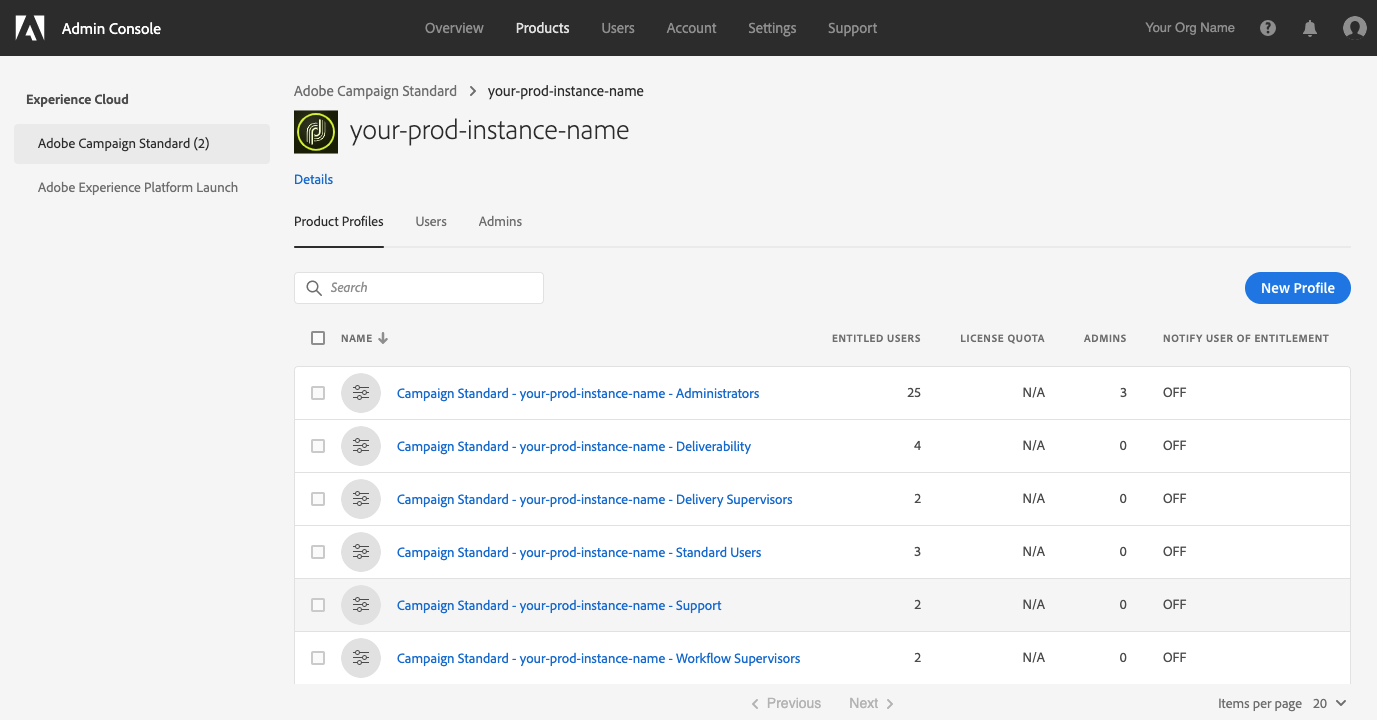 Admin Console Overview Products Users Account Settings Support Your Org Name
Experience Cloud
Adobe Campaign Standard (2)
Adobe Experience Platform Launch
Adobe Campaign Standard > your-prod-instance-name
your-prod-instance-name
Details
Product Profiles Users Admins
Search New Profile
NAME ENTITLED USERS LICENSE QUOTA ADMINS NOTIFY USER OF ENTITLEMENT
Campaign Standard - your-prod-instance-name - Administrators 25 N/A 3 OFF
Campaign Standard - your-prod-instance-name - Deliverability 4 N/A 0 OFF
Campaign Standard - your-prod-instance-name - Delivery Supervisors 2 N/A 0 OFF
Campaign Standard - your-prod-instance-name - Standard Users 3 N/A 0 OFF
Campaign Standard - your-prod-instance-name - Support 2 N/A 0 OFF
Campaign Standard - your-prod-instance-name - Workflow Supervisors 2 N/A 0 OFF
Previous Next Items per page 20